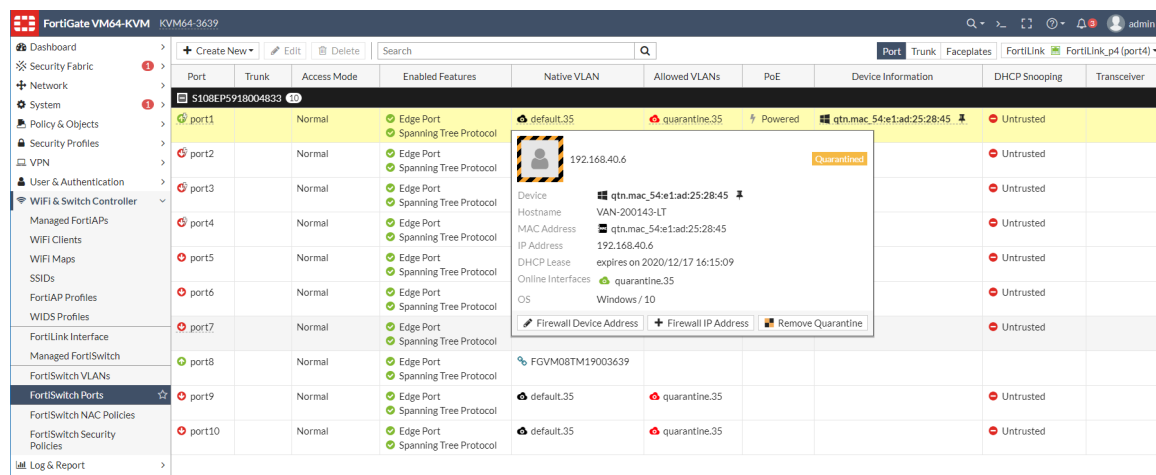 FortiGate VM64-KVM KVM64-3639
3 admin
Dashboard
Security Fabric 1
Network
System 1
Policy & Objects
Security Profiles
VPN
User & Authentication
WiFi & Switch Controller
Managed FortiAPs
WiFi Clients
WiFi Maps
SSIDs
FortiAP Profiles
WIDS Profiles
FortiLink Interface
Managed FortiSwitch
FortiSwitch VLANs
FortiSwitch Ports
FortiSwitch NAC Policies
FortiSwitch Security
Policies
Log & Report
Create New Edit Delete Search Port Trunk Faceplates FortiLink FortiLink_p4 (port4)
Port Trunk Access Mode Enabled Features Native VLAN Allowed VLANs PoE Device Information DHCP Snooping Transceiver
S108EP5918004833 10
port1 Normal Edge Port default.35 quarantine.35 Powered qtn.mac_54:e1:ad:25:28:45 Untrusted
Spanning Tree Protocol
port2 Normal Edge Port Untrusted
Spanning Tree Protocol
port3 Normal Edge Port Untrusted
Spanning Tree Protocol
port4 Normal Edge Port Untrusted
Spanning Tree Protocol
port5 Normal Edge Port Untrusted
Spanning Tree Protocol
port6 Normal Edge Port Untrusted
Spanning Tree Protocol
port7 Normal Edge Port Untrusted
Spanning Tree Protocol
port8 Normal Edge Port FGVM08TM19003639
Spanning Tree Protocol
port9 Normal Edge Port default.35 quarantine.35 Untrusted
Spanning Tree Protocol
port10 Normal Edge Port default.35 quarantine.35 Untrusted
Spanning Tree Protocol
192.168.40.6 Quarantined
Device qtn.mac_54:e1:ad:25:28:45
Hostname VAN-200143-LT
MAC Address qtn.mac_54:e1:ad:25:28:45
IP Address 192.168.40.6
DHCP Lease expires on 2020/12/17 16:15:09
Online Interfaces quarantine.35
OS Windows / 10
Firewall Device Address Firewall IP Address Remove Quarantine